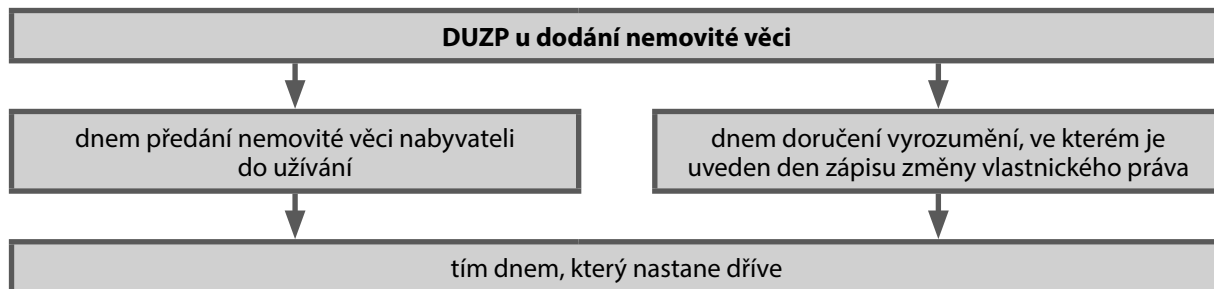 DUZP u dodání nemovité věci
dnem předání nemovité věci nabyvateli
do užívání
dnem doručení vyrozumění, ve kterém je
uveden den zápisu změny vlastnického práva
tím dnem, který nastane dříve